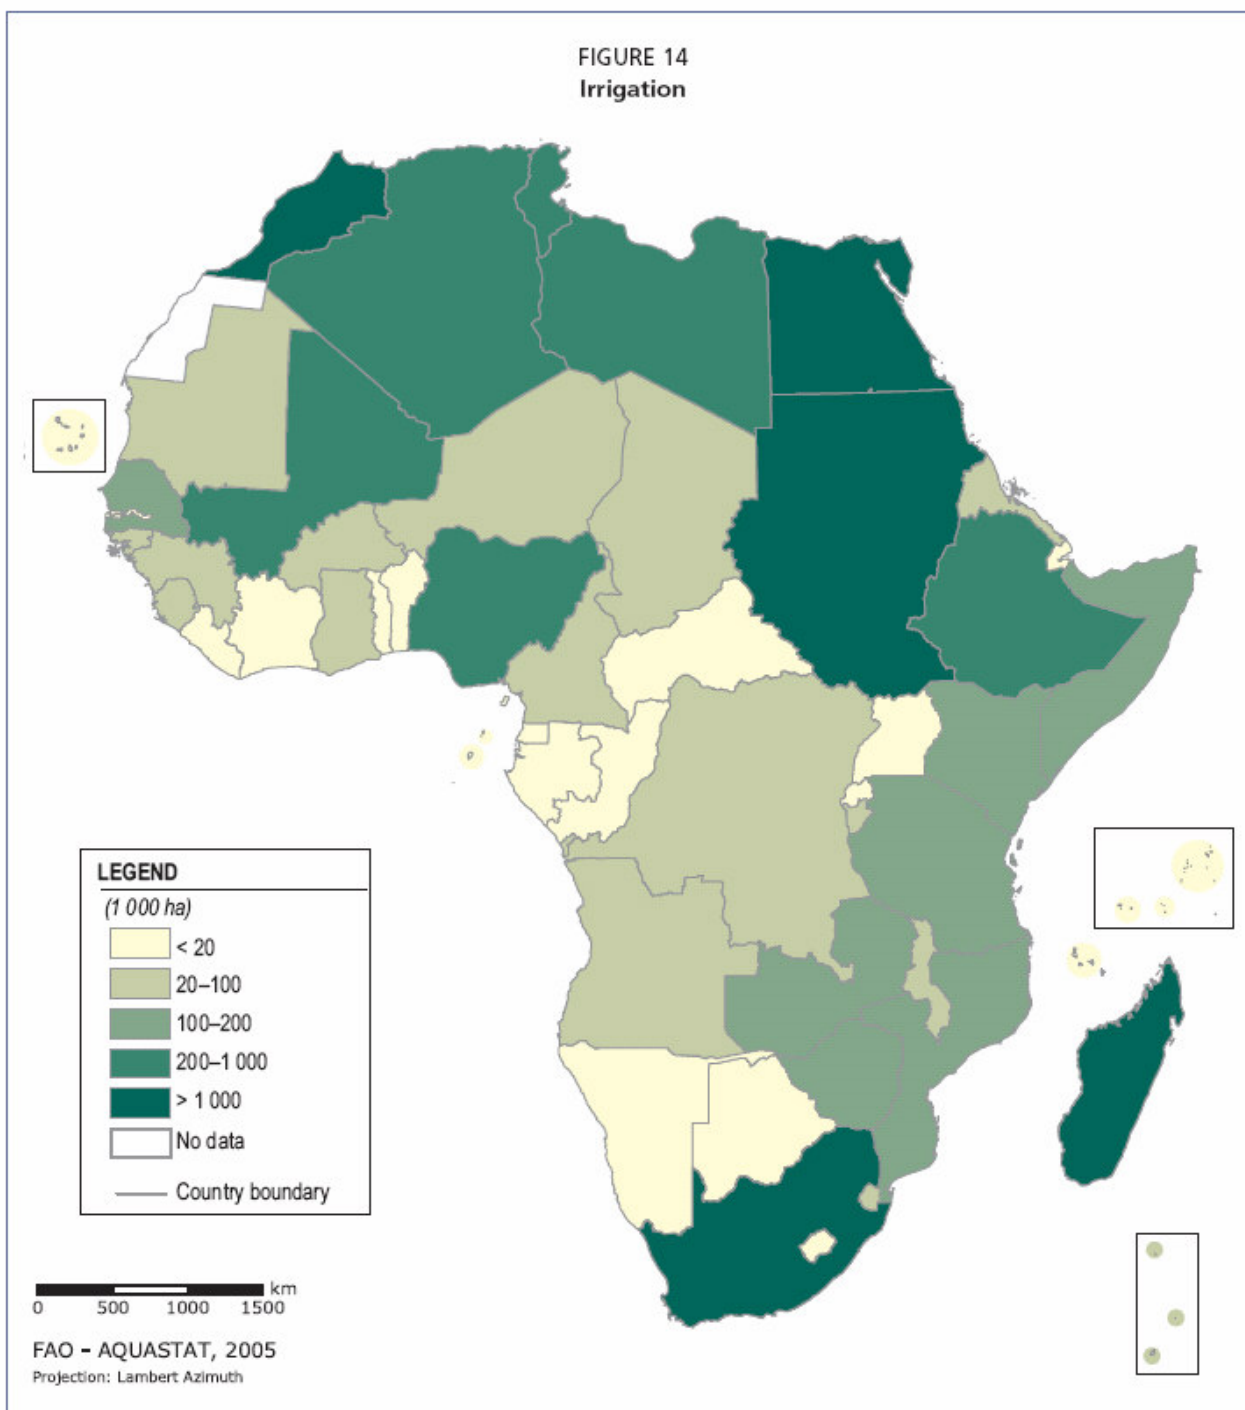 FIGURE 14
Irrigation
LEGEND
(1 000 ha)
< 20
20–100
100–200
200–1 000
> 1 000
No data
Country boundary
km
0 500 1000 1500
FAO – AQUASTAT, 2005
Projection: Lambert Azimuth